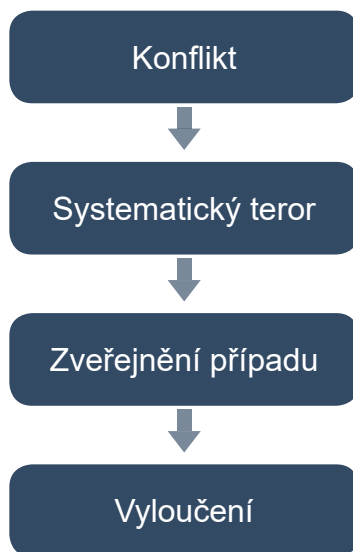 Konflikt
Systematický teror
Zveřejnění případu
Vyloučení